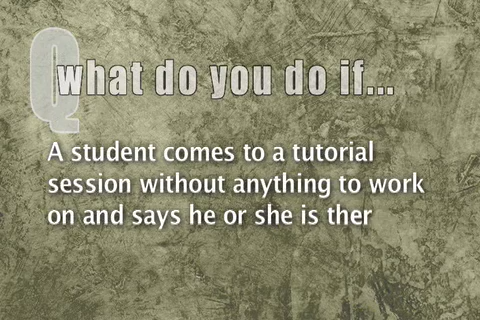 Q
what do you do if...
A student comes to a tutorial
session without anything to work
on and says he or she is ther